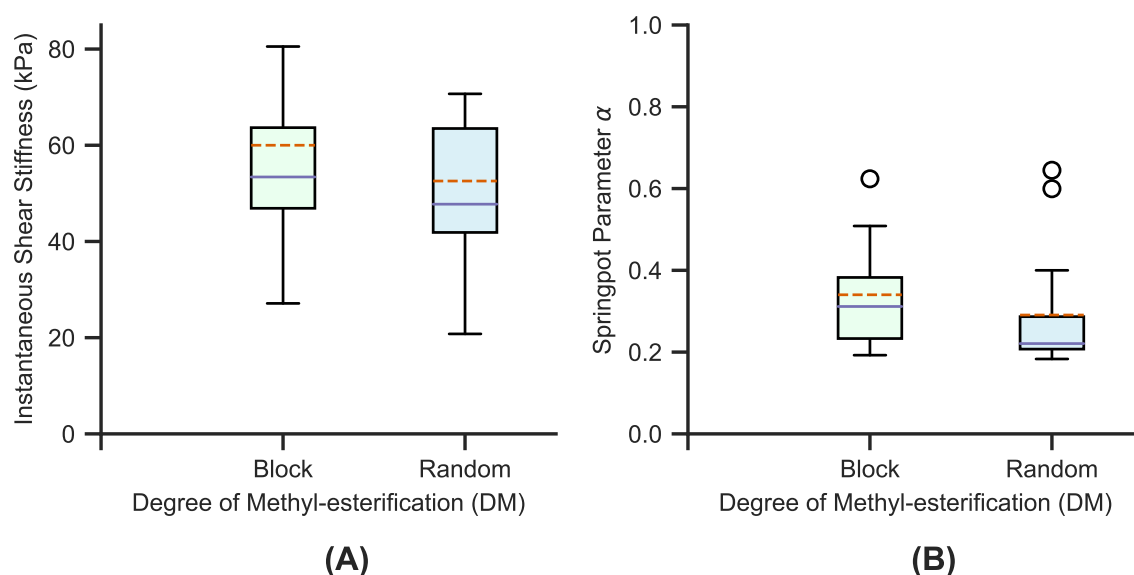 Instantaneous Shear Stiffness (kPa)
80
60
40
20
0
Block
Random
Degree of Methyl-esterification (DM)
(A)
Springpot Parameter α
1.0
0.8
0.6
0.4
0.2
0.0
Block
Random
Degree of Methyl-esterification (DM)
(B)